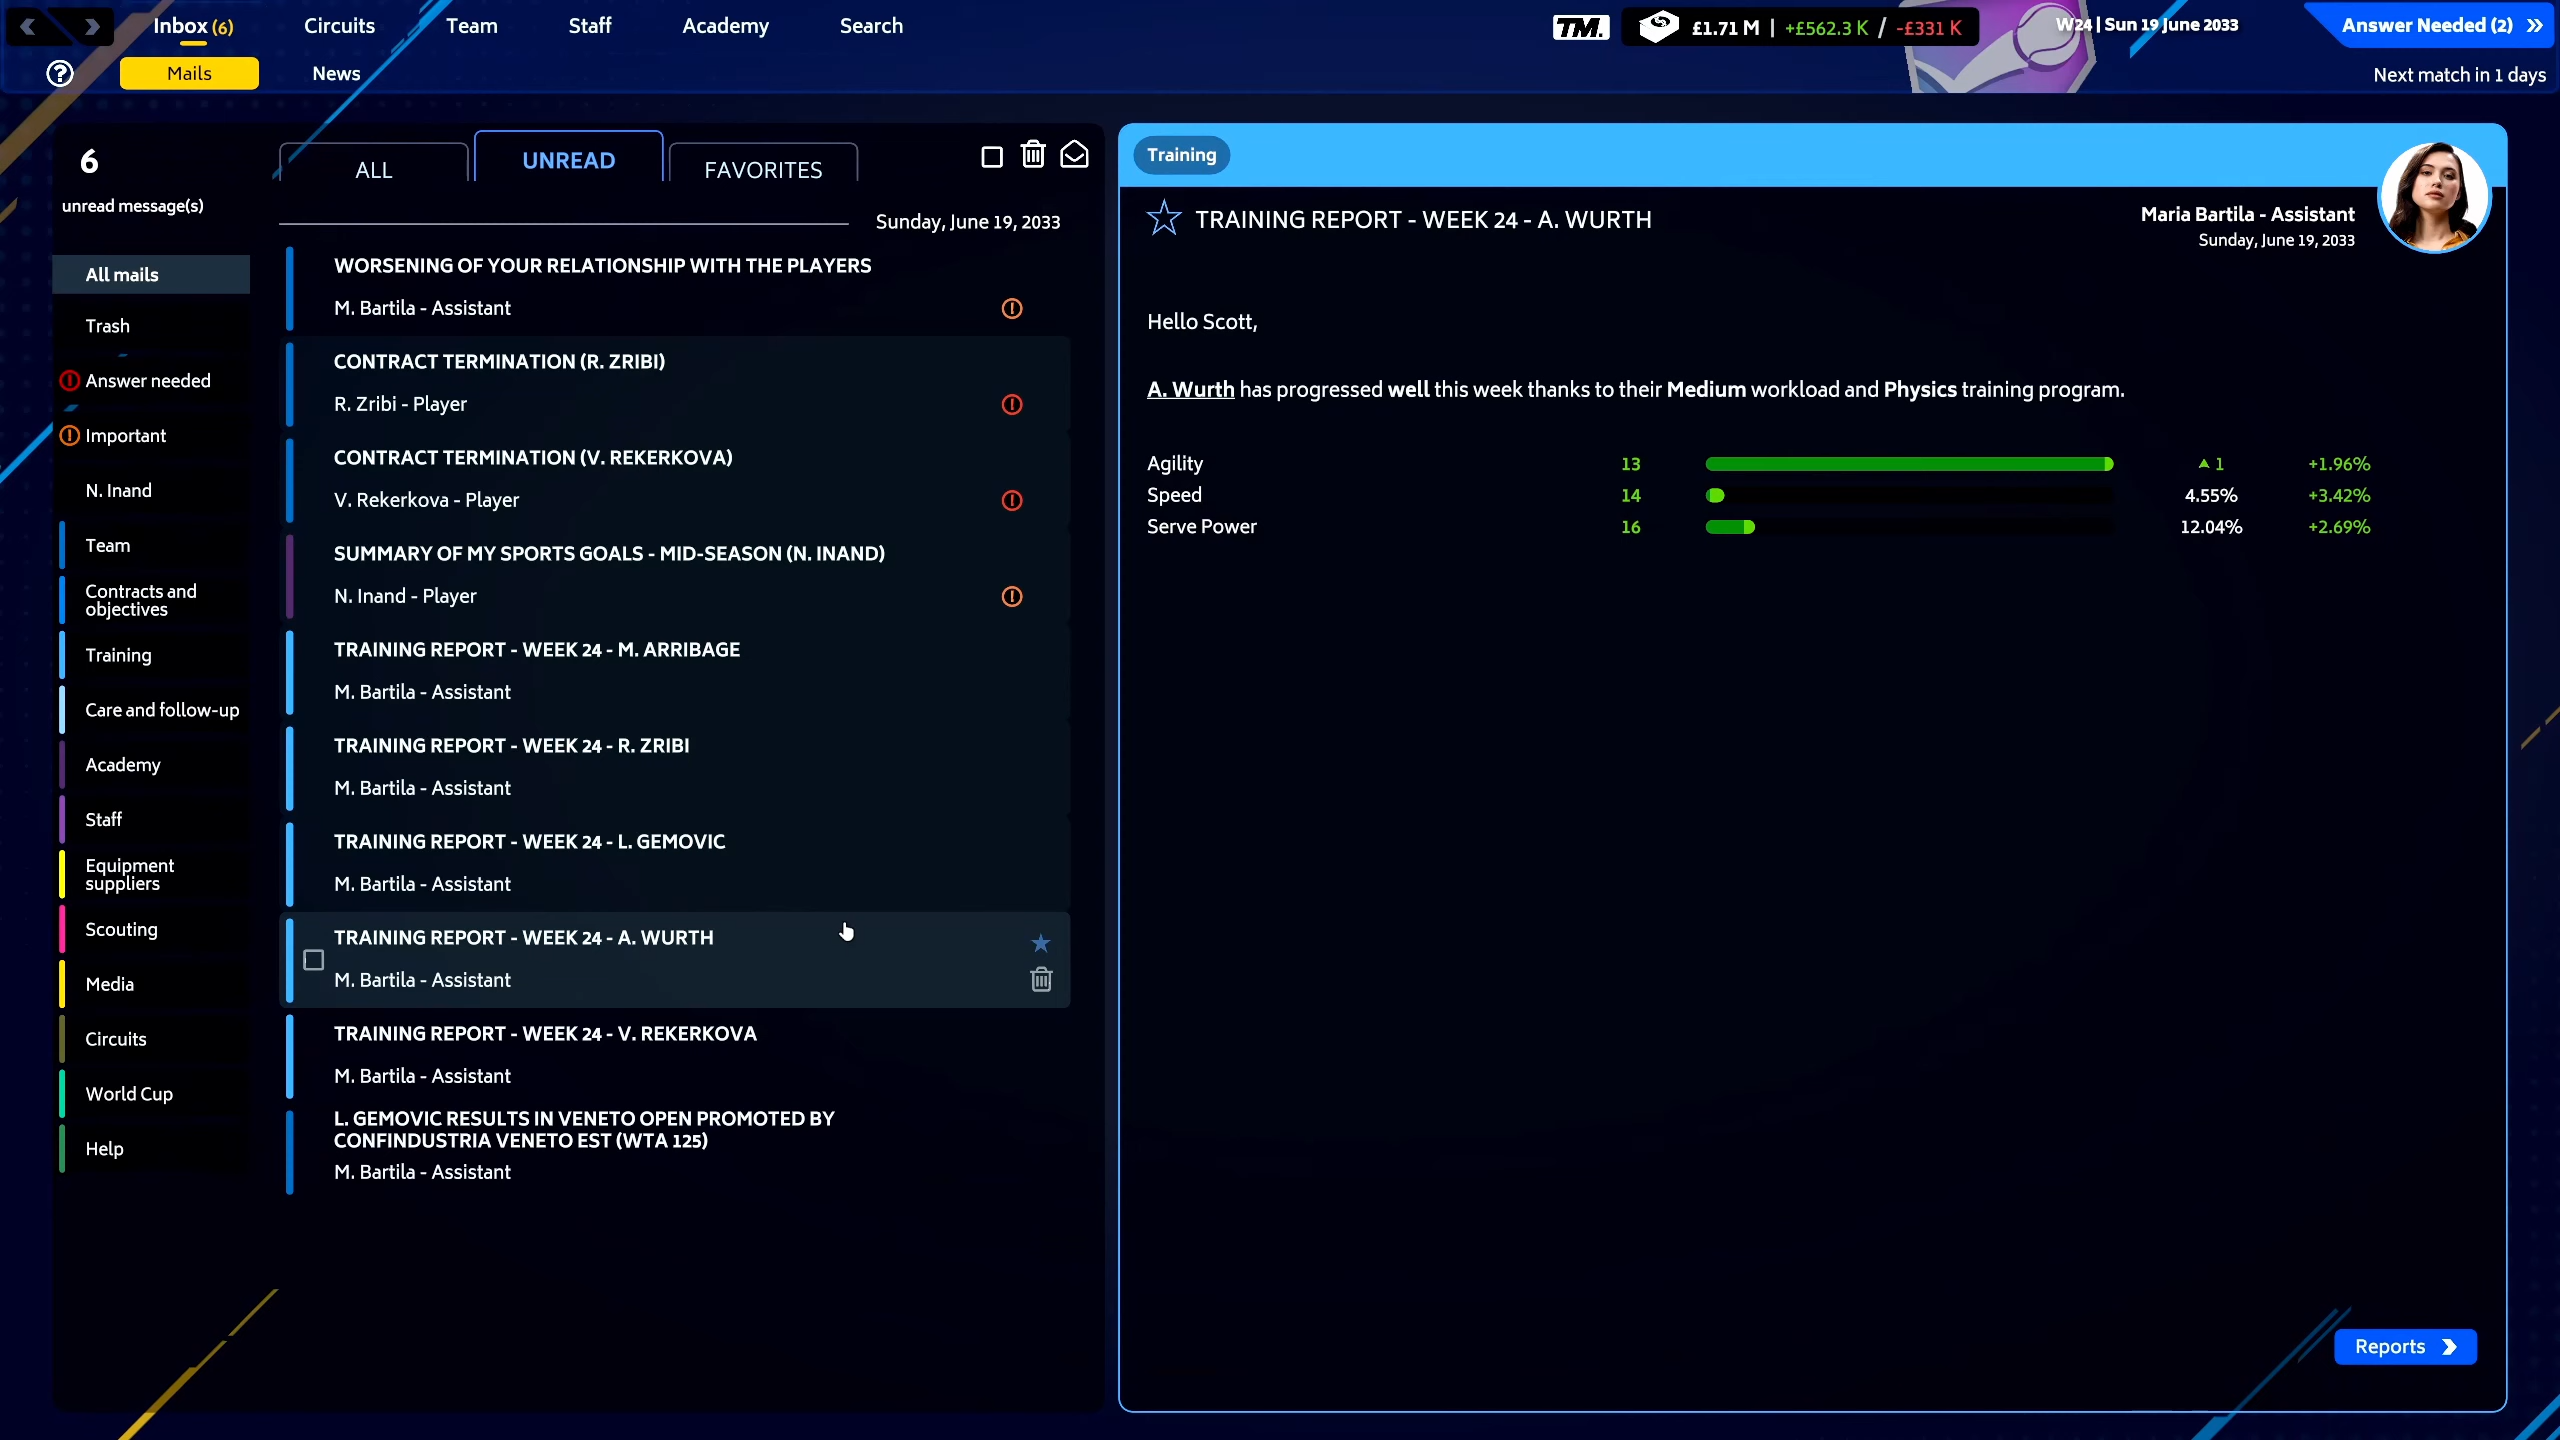 Inbox (6)
Circuits
Team
Staff
Academy
Search
TM.
£1.71 M | +£562.3 K / -£331 K
W24 | Sun 19 June 2033
Answer Needed (2)
Mails
News
Next match in 1 days
6
unread message(s)
All mails
Trash
Answer needed
Important
N. Inand
Team
Contracts and
objectives
Training
Care and follow-up
Academy
Staff
Equipment
suppliers
Scouting
Media
Circuits
World Cup
Help
ALL
UNREAD
FAVORITES
Sunday, June 19, 2033
WORSENING OF YOUR RELATIONSHIP WITH THE PLAYERS
M. Bartila - Assistant
CONTRACT TERMINATION (R. ZRIBI)
R. Zribi - Player
CONTRACT TERMINATION (V. REKERKOVA)
V. Rekerkova - Player
SUMMARY OF MY SPORTS GOALS - MID-SEASON (N. INAND)
N. Inand - Player
TRAINING REPORT - WEEK 24 - M. ARRIBAGE
M. Bartila - Assistant
TRAINING REPORT - WEEK 24 - R. ZRIBI
M. Bartila - Assistant
TRAINING REPORT - WEEK 24 - L. GEMOVIC
M. Bartila - Assistant
TRAINING REPORT - WEEK 24 - A. WURTH
M. Bartila - Assistant
TRAINING REPORT - WEEK 24 - V. REKERKOVA
M. Bartila - Assistant
L. GEMOVIC RESULTS IN VENETO OPEN PROMOTED BY
CONFINDUSTRIA VENETO EST (WTA 125)
M. Bartila - Assistant
Training
TRAINING REPORT - WEEK 24 - A. WURTH
Maria Bartila - Assistant
Sunday, June 19, 2033
Hello Scott,
A. Wurth has progressed well this week thanks to their Medium workload and Physics training program.
Agility 13 ▲ 1 +1.96%
Speed 14 4.55% +3.42%
Serve Power 16 12.04% +2.69%
Reports